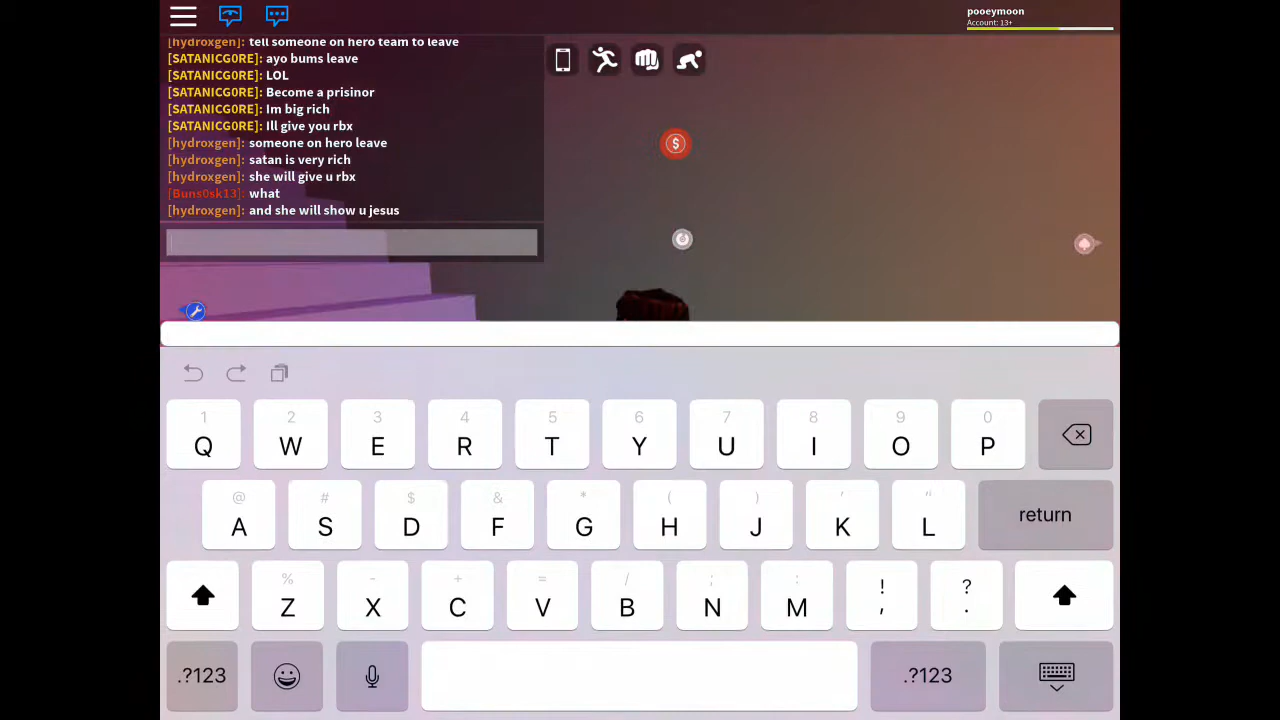 pooeymoon
Account: 13+
[hydroxgen]: tell someone on hero team to leave
[SATANICG0RE]: ayo bums leave
[SATANICG0RE]: LOL
[SATANICG0RE]: Become a prisinor
[SATANICG0RE]: Im big rich
[SATANICG0RE]: Ill give you rbx
[hydroxgen]: someone on hero leave
[hydroxgen]: satan is very rich
[hydroxgen]: she will give u rbx
[Buns0sk13]: what
[hydroxgen]: and she will show u jesus
$
1 2 3 4 5 6 7 8 9 0
Q W E R T Y U I O P
@ # $ & * ( ) ' "
A S D F G H J K L return
% - + = / ; : ! ?
Z X C V B N M , .
.?123 .?123